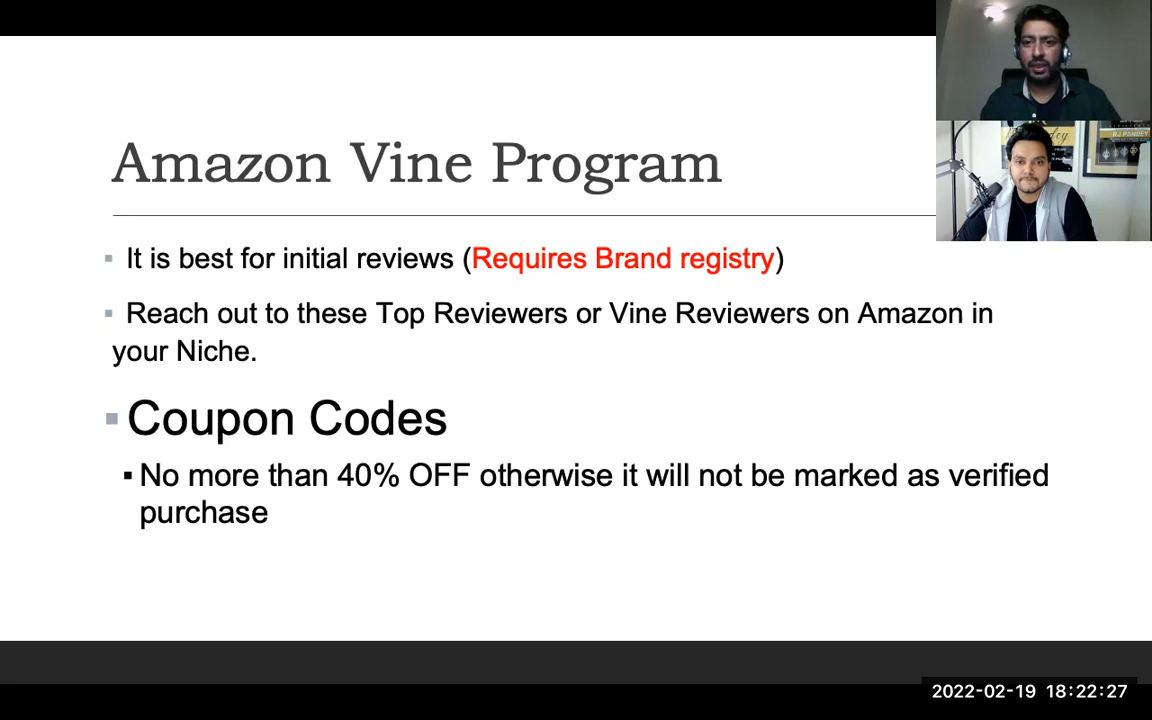 Amazon Vine Program
▪ It is best for initial reviews (Requires Brand registry)
▪ Reach out to these Top Reviewers or Vine Reviewers on Amazon in
your Niche.
▪ Coupon Codes
▪ No more than 40% OFF otherwise it will not be marked as verified
purchase
RJ PANDEY
2022-02-19 18:22:27